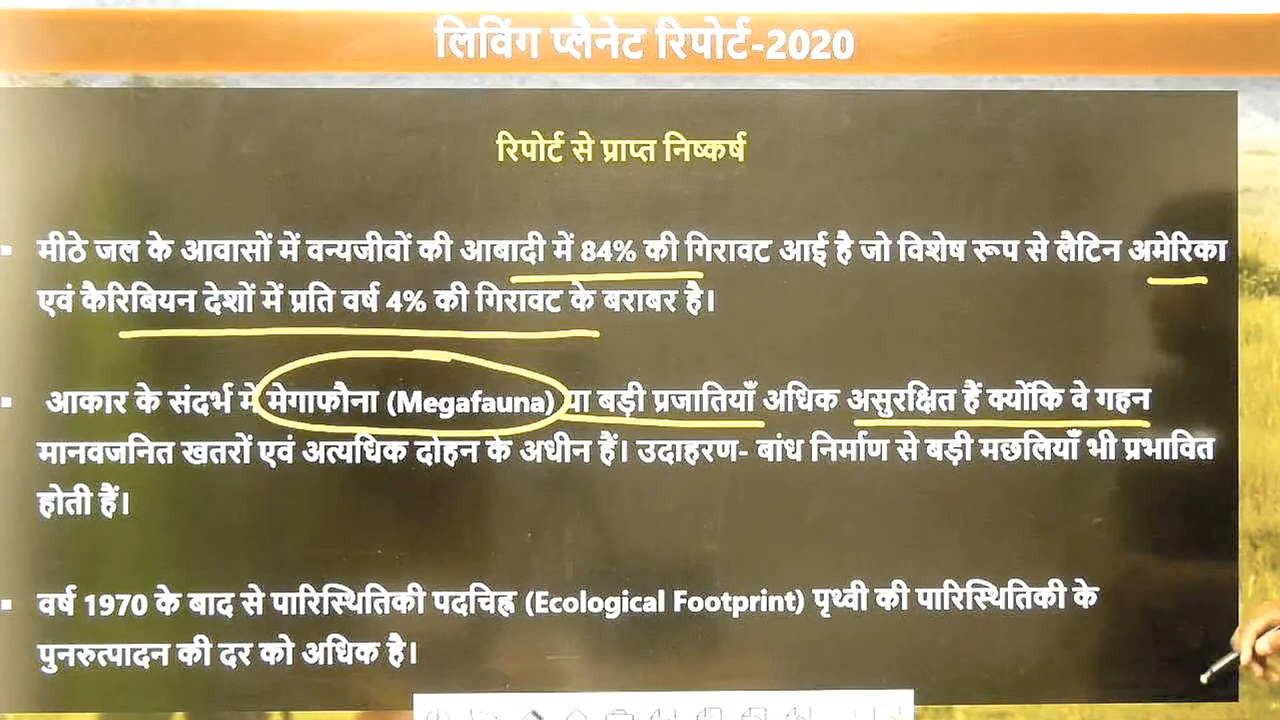 लिविंग प्लैनेट रिपोर्ट-2020
रिपोर्ट से प्राप्त निष्कर्ष
▪ मीठे जल के आवासों में वन्यजीवों की आबादी में 84% की गिरावट आई है जो विशेष रूप से लैटिन अमेरिका
एवं कैरिबियन देशों में प्रति वर्ष 4% की गिरावट के बराबर है।
▪ आकार के संदर्भ में मेगाफौना (Megafauna) या बड़ी प्रजातियाँ अधिक असुरक्षित हैं क्योंकि वे गहन
मानवजनित खतरों एवं अत्यधिक दोहन के अधीन हैं। उदाहरण- बांध निर्माण से बड़ी मछलियाँ भी प्रभावित
होती हैं।
▪ वर्ष 1970 के बाद से पारिस्थितिकी पदचिह्न (Ecological Footprint) पृथ्वी की पारिस्थितिकी के
पुनरुत्पादन की दर को अधिक है।